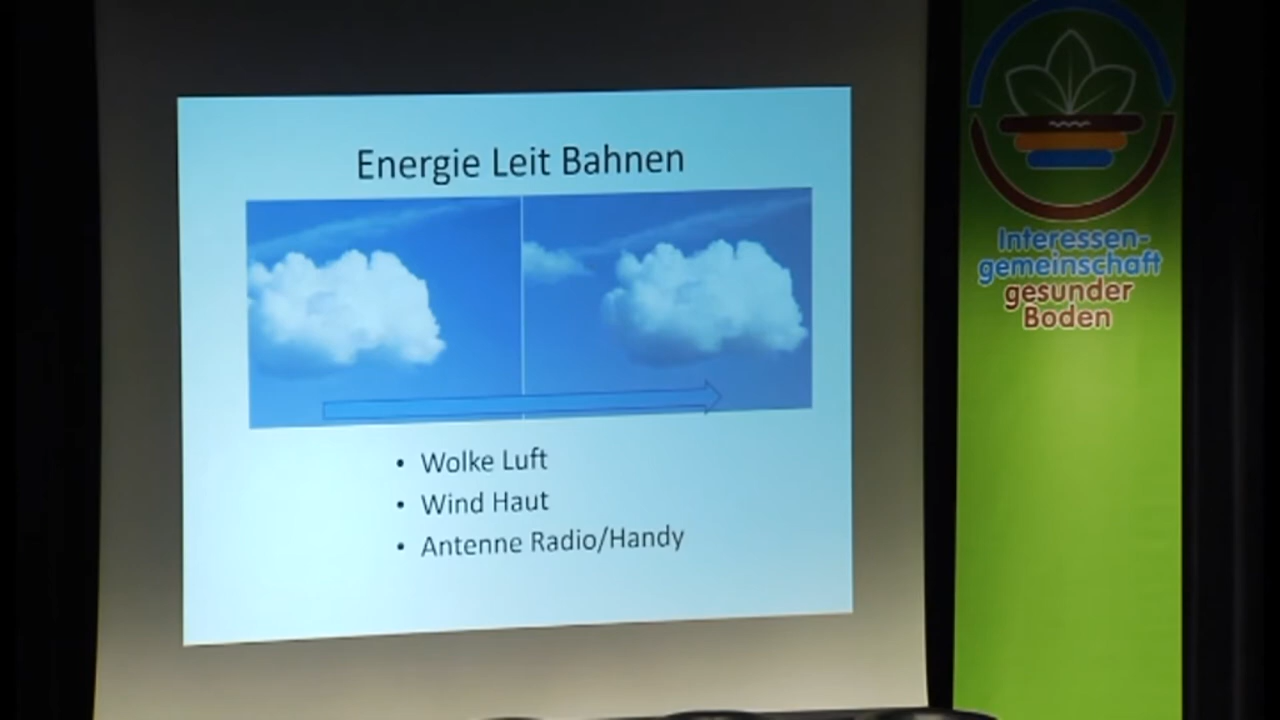 Energie Leit Bahnen
• Wolke Luft
• Wind Haut
• Antenne Radio/Handy
Interessen-
gemeinschaft
gesunder
Boden